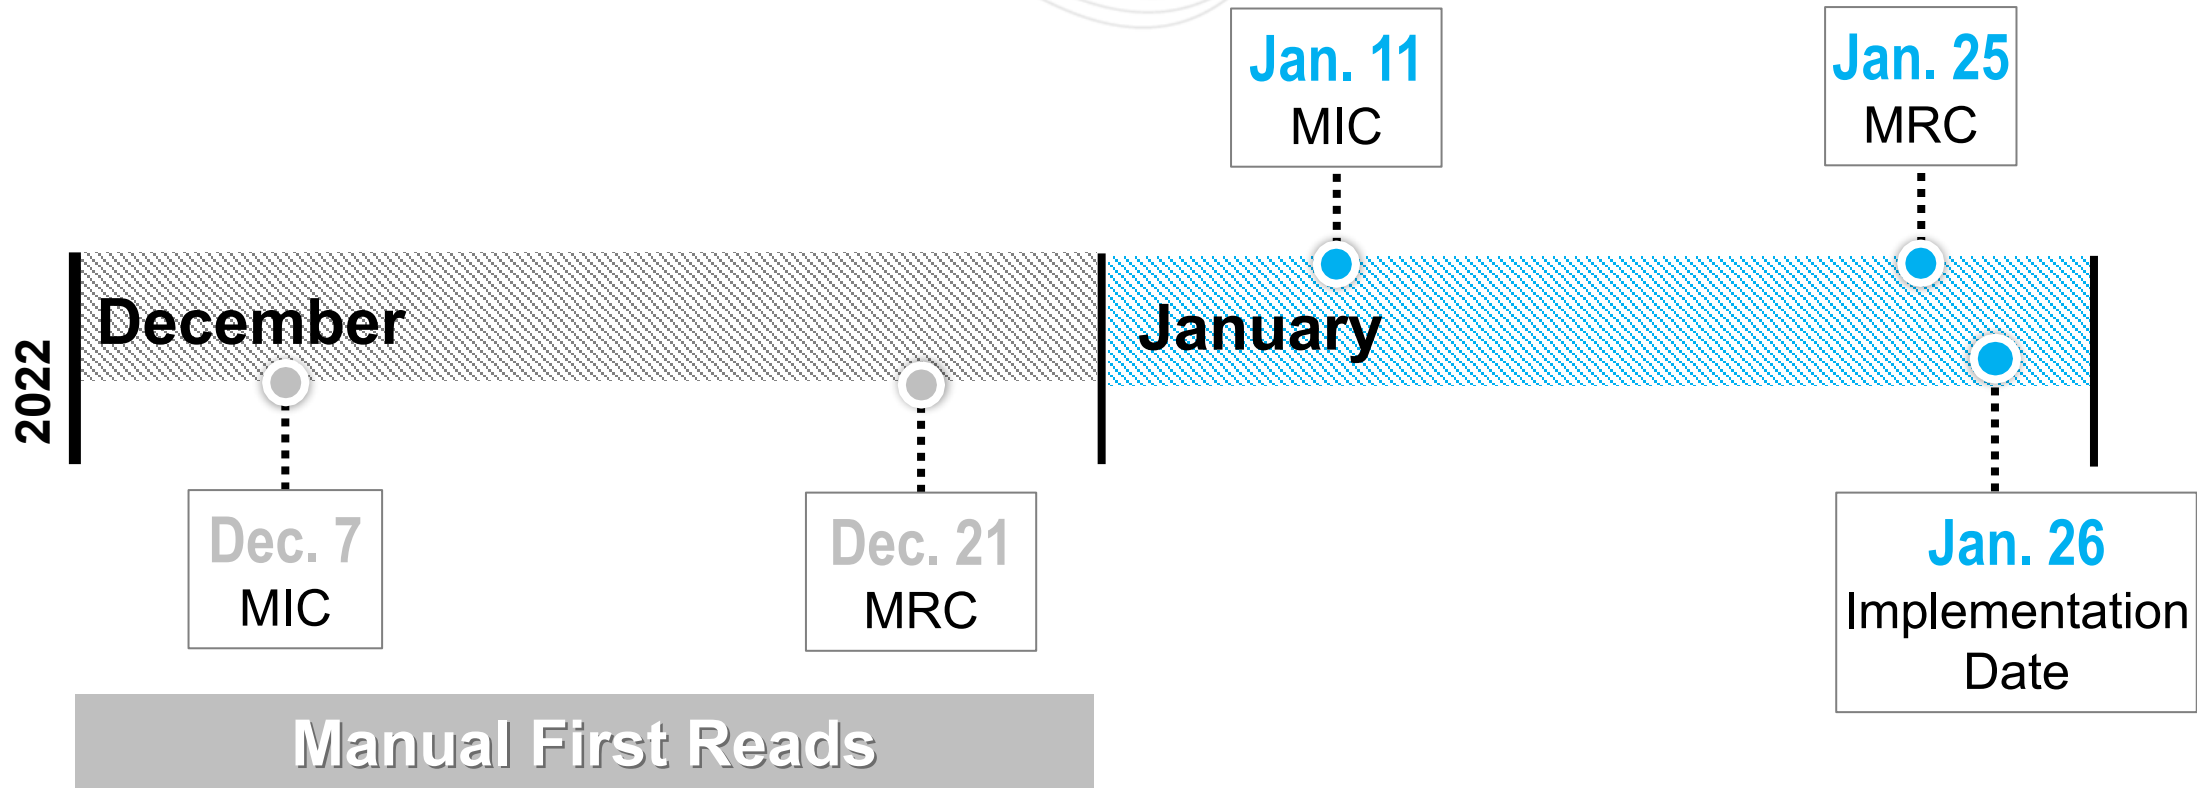 Jan. 11
MIC
Jan. 25
MRC
2022
December
January
Dec. 7
MIC
Dec. 21
MRC
Jan. 26
Implementation
Date
Manual First Reads